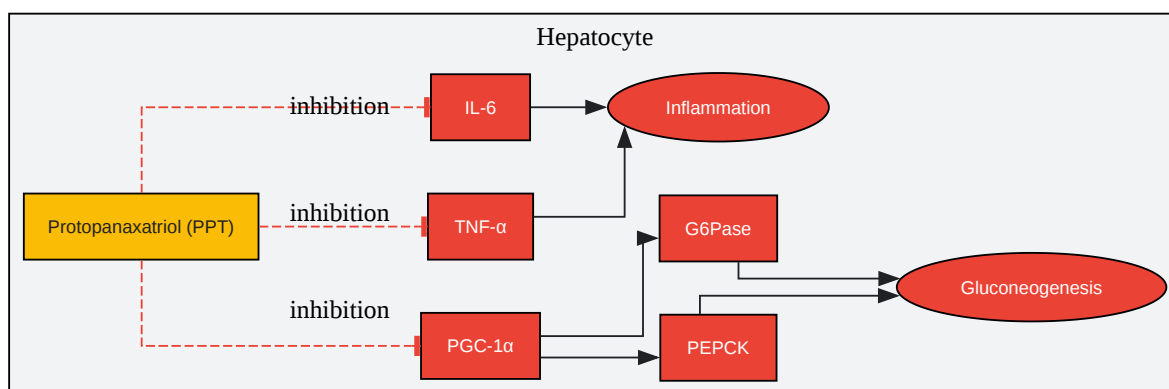 Hepatocyte
inhibition
IL-6
Inflammation
Protopanaxatriol (PPT)
inhibition
TNF-α
G6Pase
Gluconeogenesis
inhibition
PGC-1α
PEPCK